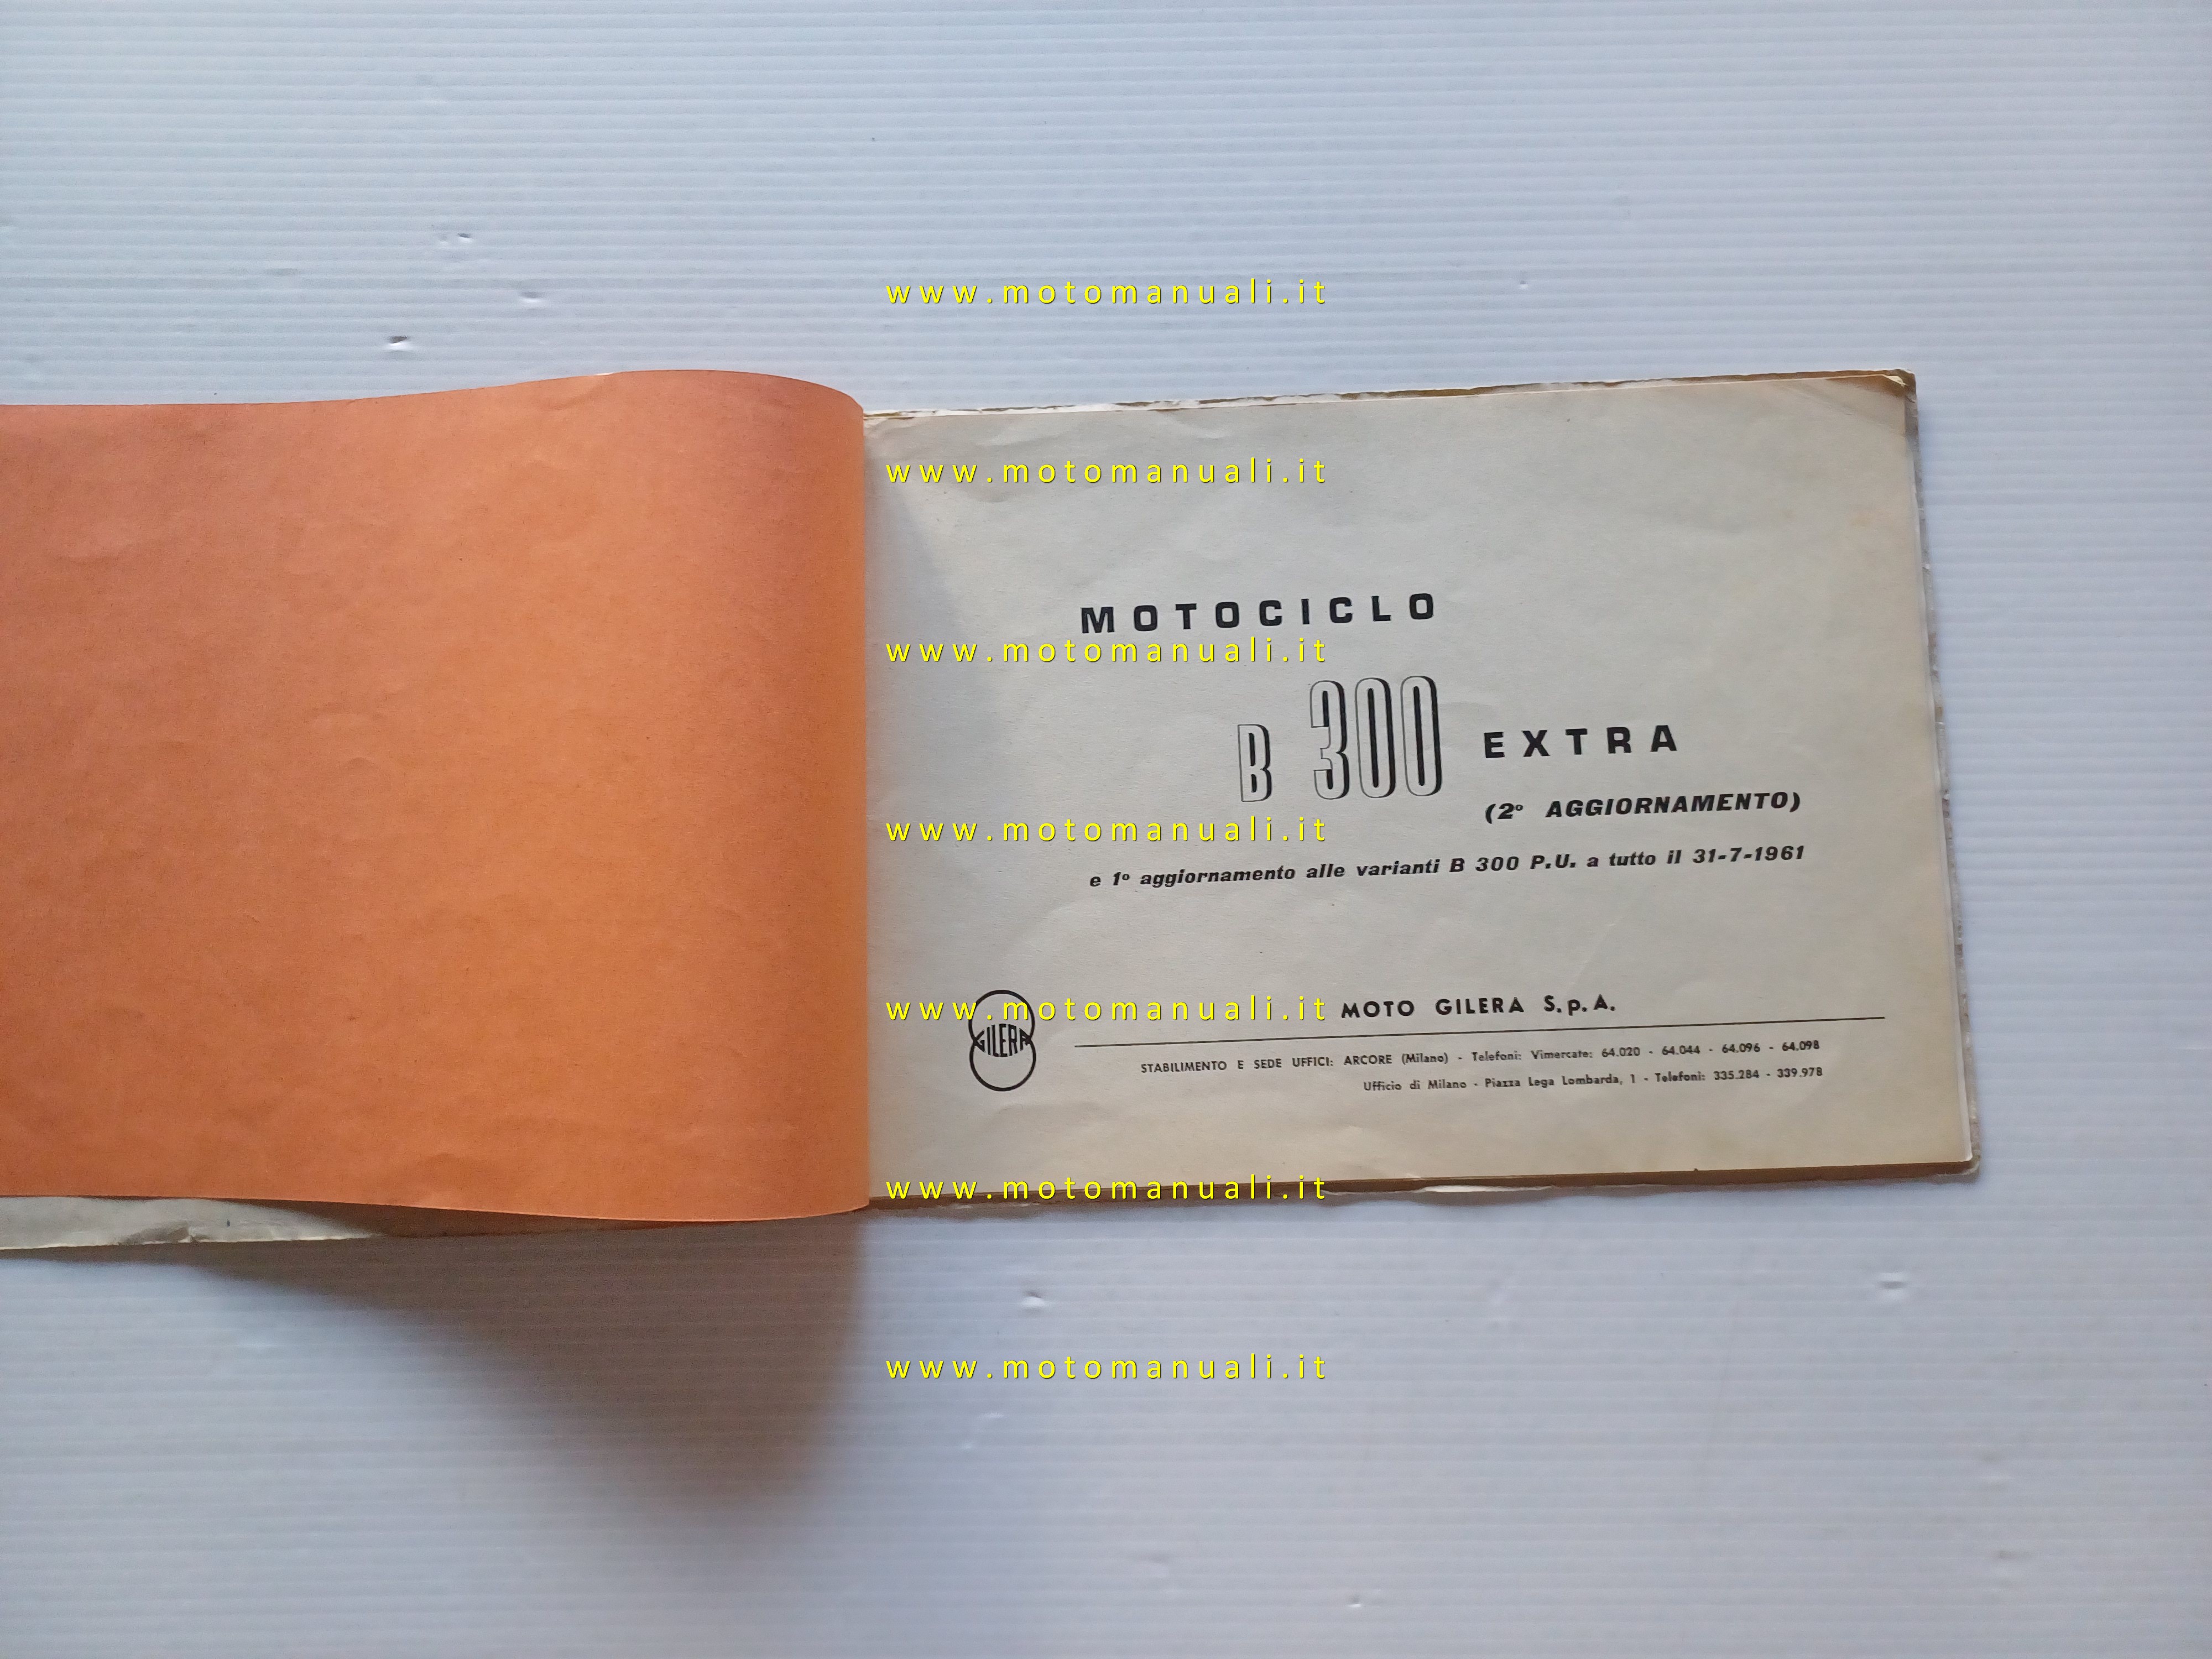 www.motomanuali.it
www.motomanuali.it
MOTOCICLO
www.motomanuali.it
B 300 EXTRA
(2° AGGIORNAMENTO)
www.motomanuali.it
e 1° aggiornamento alle varianti B 300 P.U. a tutto il 31-7-1961
www.motomanuali.it
MOTO GILERA S.p.A.
GILERA
STABILIMENTO E SEDE UFFICI: ARCORE (Milano) - Telefoni: Vimercate: 64.020 - 64.044 - 64.096 - 64.098
Ufficio di Milano - Piazza Lega Lombarda, 1 - Telefoni: 335.284 - 339.978
www.motomanuali.it
www.motomanuali.it